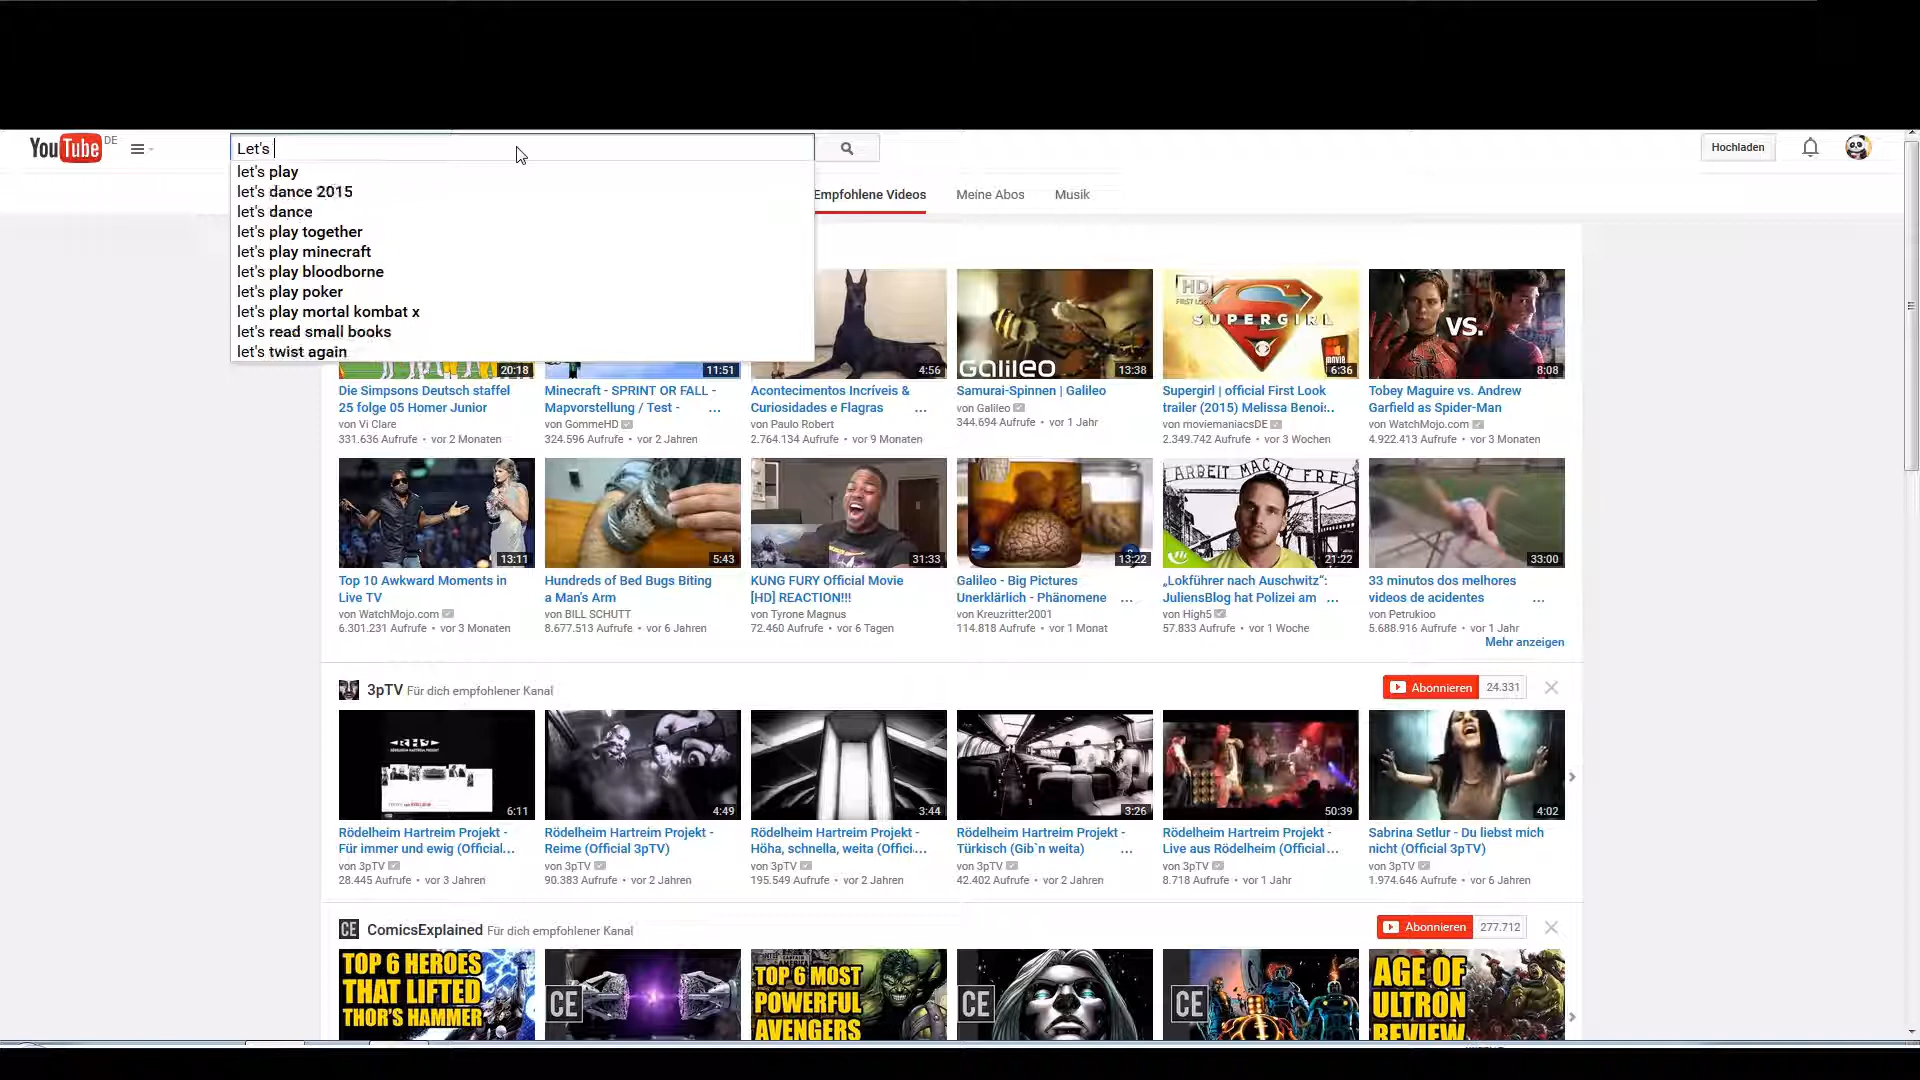 YouTube DE
Let's
Hochladen
let's play
let's dance 2015
let's dance
let's play together
let's play minecraft
let's play bloodborne
let's play poker
let's play mortal kombat x
let's read small books
let's twist again
Empfohlene Videos Meine Abos Musik
GALILEO
HD
FIRST LOOK
SUPERGIRL
VS.
20:18 11:51 4:56 13:38 6:36 8:08
Die Simpsons Deutsch staffel
25 folge 05 Homer Junior
von Vi Clare
331.636 Aufrufe • vor 2 Monaten
Minecraft - SPRINT OR FALL -
Mapvorstellung / Test - ...
von GommeHD
324.596 Aufrufe • vor 2 Jahren
Acontecimentos Incríveis &
Curiosidades e Flagras ...
von Paulo Robert
2.764.134 Aufrufe • vor 9 Monaten
Samurai-Spinnen | Galileo
von Galileo
344.694 Aufrufe • vor 1 Jahr
Supergirl | official First Look
trailer (2015) Melissa Benoi...
von moviemaniacsDE
2.349.742 Aufrufe • vor 3 Wochen
Tobey Maguire vs. Andrew
Garfield as Spider-Man
von WatchMojo.com
4.922.413 Aufrufe • vor 3 Monaten
ARBEIT MACHT FREI
13:11 5:43 31:33 13:22 21:22 33:00
Top 10 Awkward Moments in
Live TV
von WatchMojo.com
6.301.231 Aufrufe • vor 3 Monaten
Hundreds of Bed Bugs Biting
a Man's Arm
von BILL SCHUTT
8.677.513 Aufrufe • vor 6 Jahren
KUNG FURY Official Movie
[HD] REACTION!!!
von Tyrone Magnus
72.460 Aufrufe • vor 6 Tagen
Galileo - Big Pictures
Unerklärlich - Phänomene ...
von Kreuzritter2001
114.818 Aufrufe • vor 1 Monat
„Lokführer nach Auschwitz“:
JuliensBlog hat Polizei am ...
von High5
57.833 Aufrufe • vor 1 Woche
33 minutos dos melhores
videos de acidentes ...
von Petrukioo
5.688.916 Aufrufe • vor 1 Jahr
Mehr anzeigen
3pTV Für dich empfohlener Kanal
Abonnieren 24.331
6:11 4:49 3:44 3:26 50:39 4:02
Rödelheim Hartreim Projekt -
Für immer und ewig (Official...
von 3pTV
28.445 Aufrufe • vor 3 Jahren
Rödelheim Hartreim Projekt -
Reime (Official 3pTV)
von 3pTV
90.383 Aufrufe • vor 2 Jahren
Rödelheim Hartreim Projekt -
Höha, schnella, weita (Offici...
von 3pTV
195.549 Aufrufe • vor 2 Jahren
Rödelheim Hartreim Projekt -
Türkisch (Gib`n weita) ...
von 3pTV
42.402 Aufrufe • vor 2 Jahren
Rödelheim Hartreim Projekt -
Live aus Rödelheim (Official...
von 3pTV
8.718 Aufrufe • vor 1 Jahr
Sabrina Setlur - Du liebst mich
nicht (Official 3pTV)
von 3pTV
1.974.646 Aufrufe • vor 6 Jahren
CE ComicsExplained Für dich empfohlener Kanal
Abonnieren 277.712
TOP 6 HEROES
THAT LIFTED
THOR'S HAMMER
CE
TOP 6 MOST
POWERFUL
AVENGERS
CE
CE
AGE OF
ULTRON
REVIEW